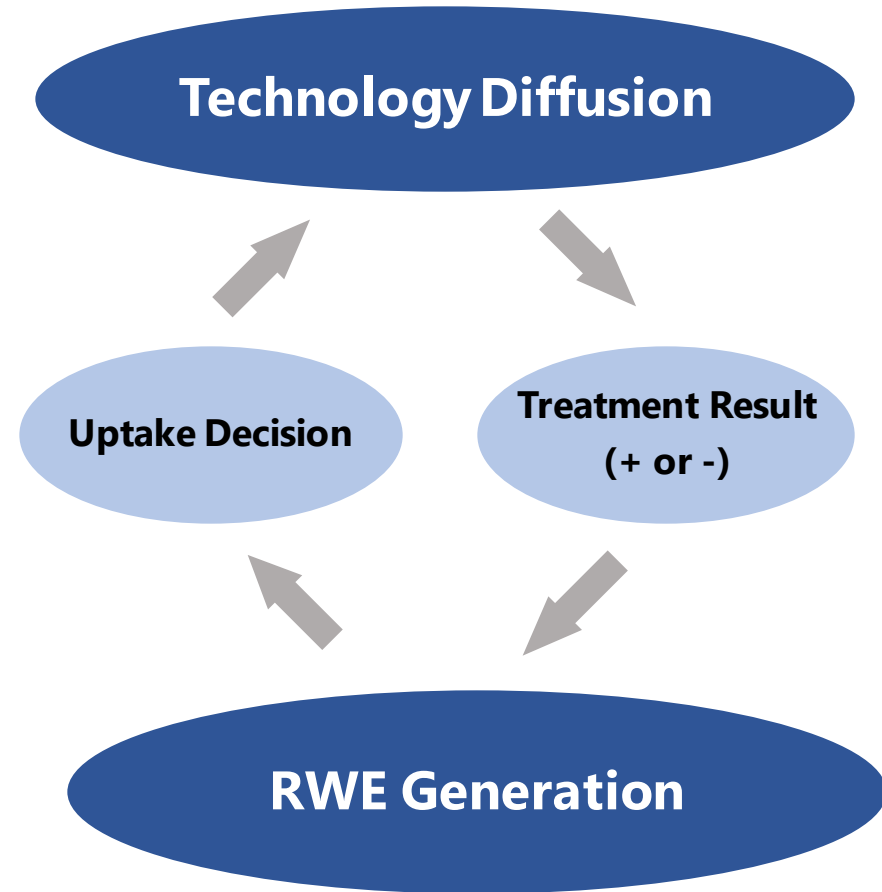 Technology Diffusion
Uptake Decision
Treatment Result
(+ or -)
RWE Generation